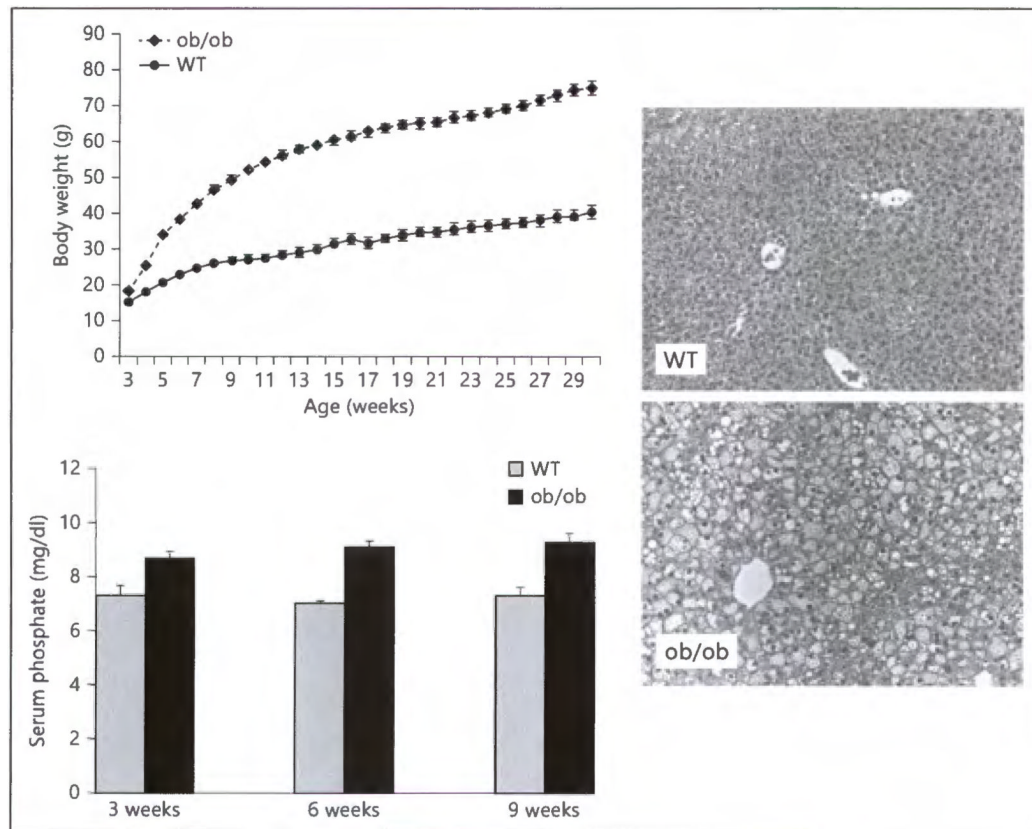 ob/ob
WT
90
80
70
60
50
40
30
20
10
0
Body weight (g)
3 5 7 9 11 13 15 17 19 21 23 25 27 29
Age (weeks)
WT
ob/ob
12
10
8
6
4
2
0
Serum phosphate (mg/dl)
WT
ob/ob
3 weeks 6 weeks 9 weeks